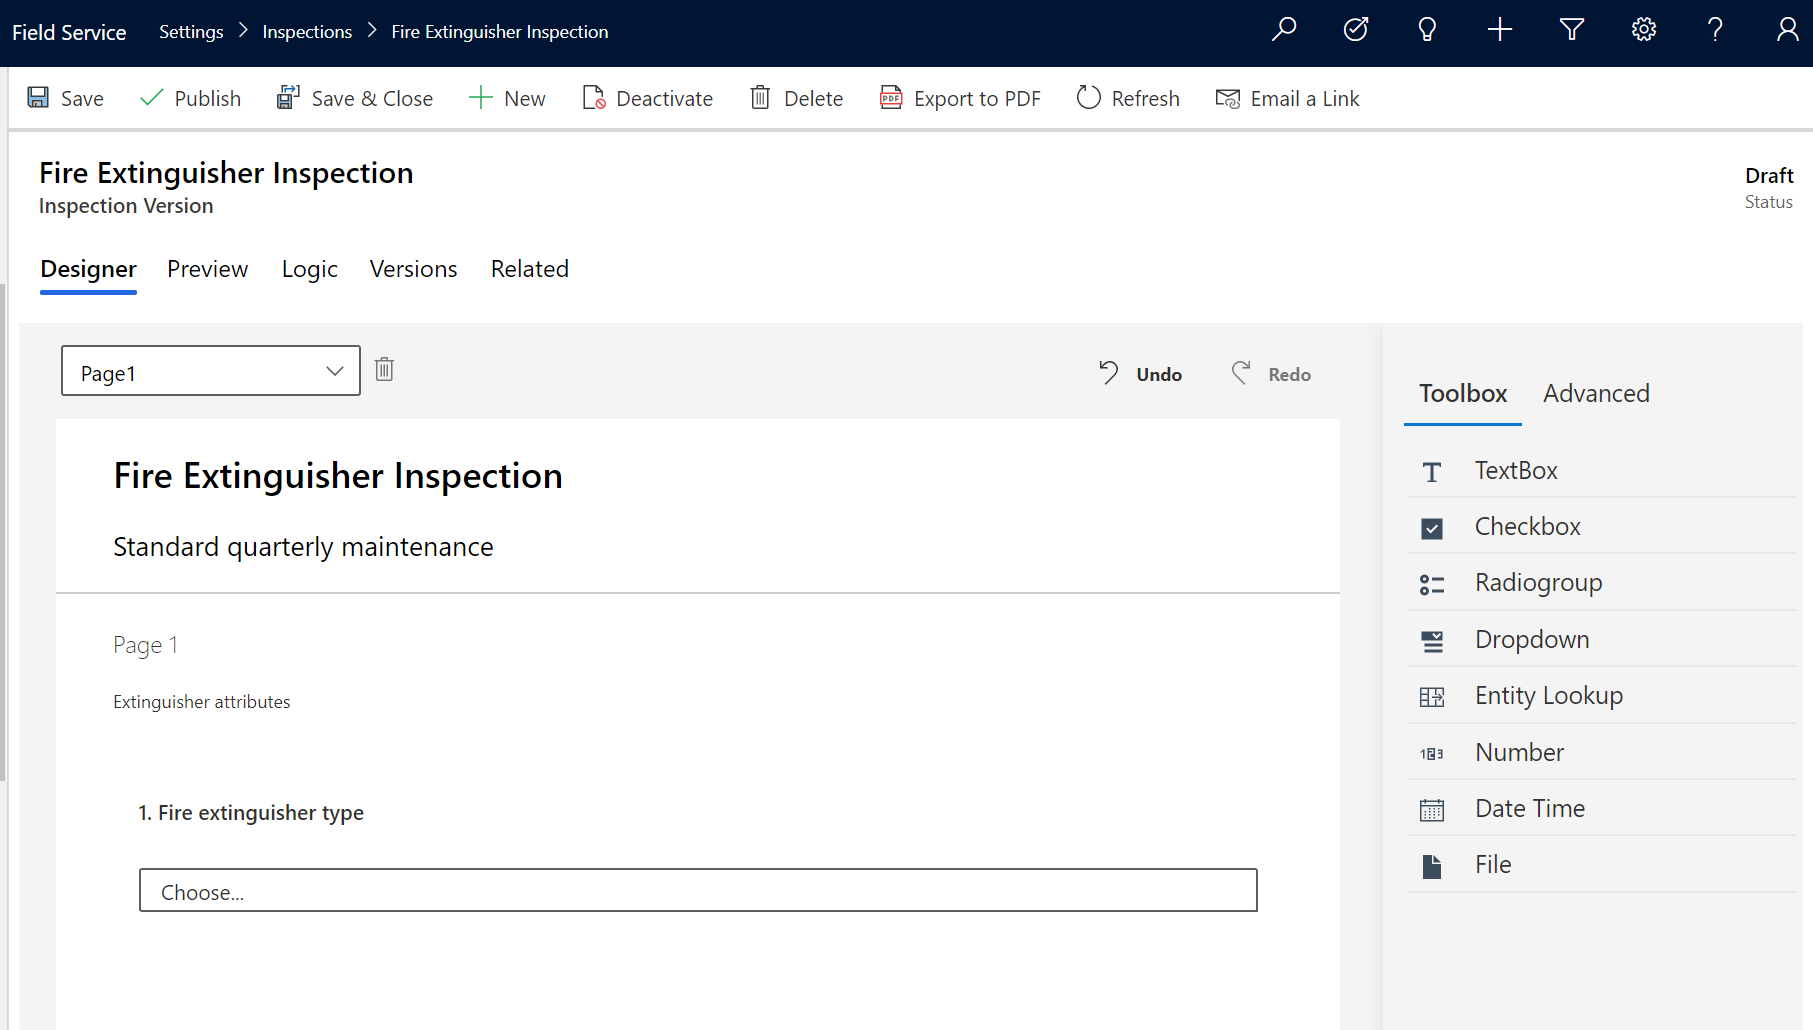 Field Service Settings > Inspections > Fire Extinguisher Inspection
Save Publish Save & Close New Deactivate Delete Export to PDF Refresh Email a Link
Fire Extinguisher Inspection
Inspection Version
Draft
Status
Designer Preview Logic Versions Related
Page1
Undo Redo
Fire Extinguisher Inspection
Standard quarterly maintenance
Page 1
Extinguisher attributes
1. Fire extinguisher type
Choose...
Toolbox Advanced
TextBox
Checkbox
Radiogroup
Dropdown
Entity Lookup
Number
Date Time
File